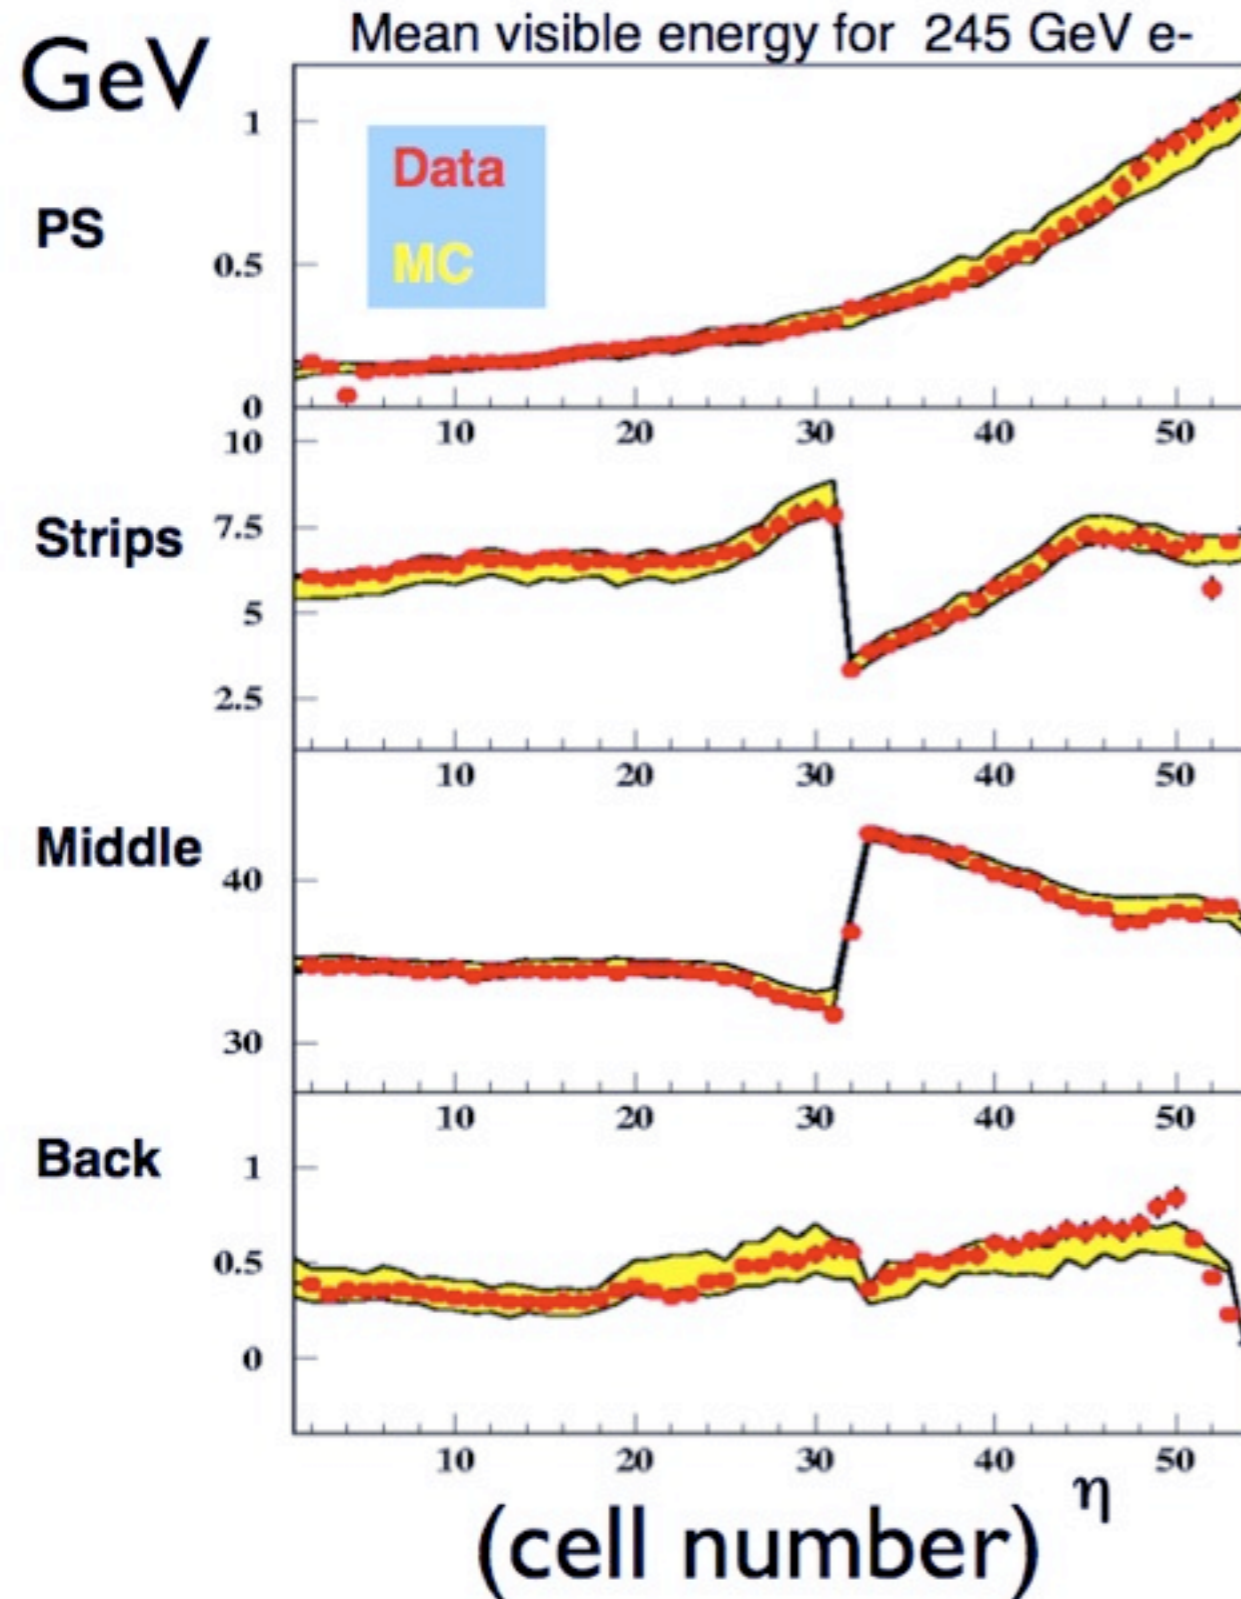 Mean visible energy for 245 GeV e-
GeV
1
Data
PS
MC
0.5
0
10 20 30 40 50
10
Strips
7.5
5
2.5
10 20 30 40 50
Middle
40
30
10 20 30 40 50
Back
1
0.5
0
10 20 30 40 50
η
(cell number)